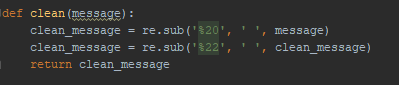 def clean(message):
    clean_message = re.sub('%20', ' ', message)
    clean_message = re.sub('%22', ' ', clean_message)
    return clean_message